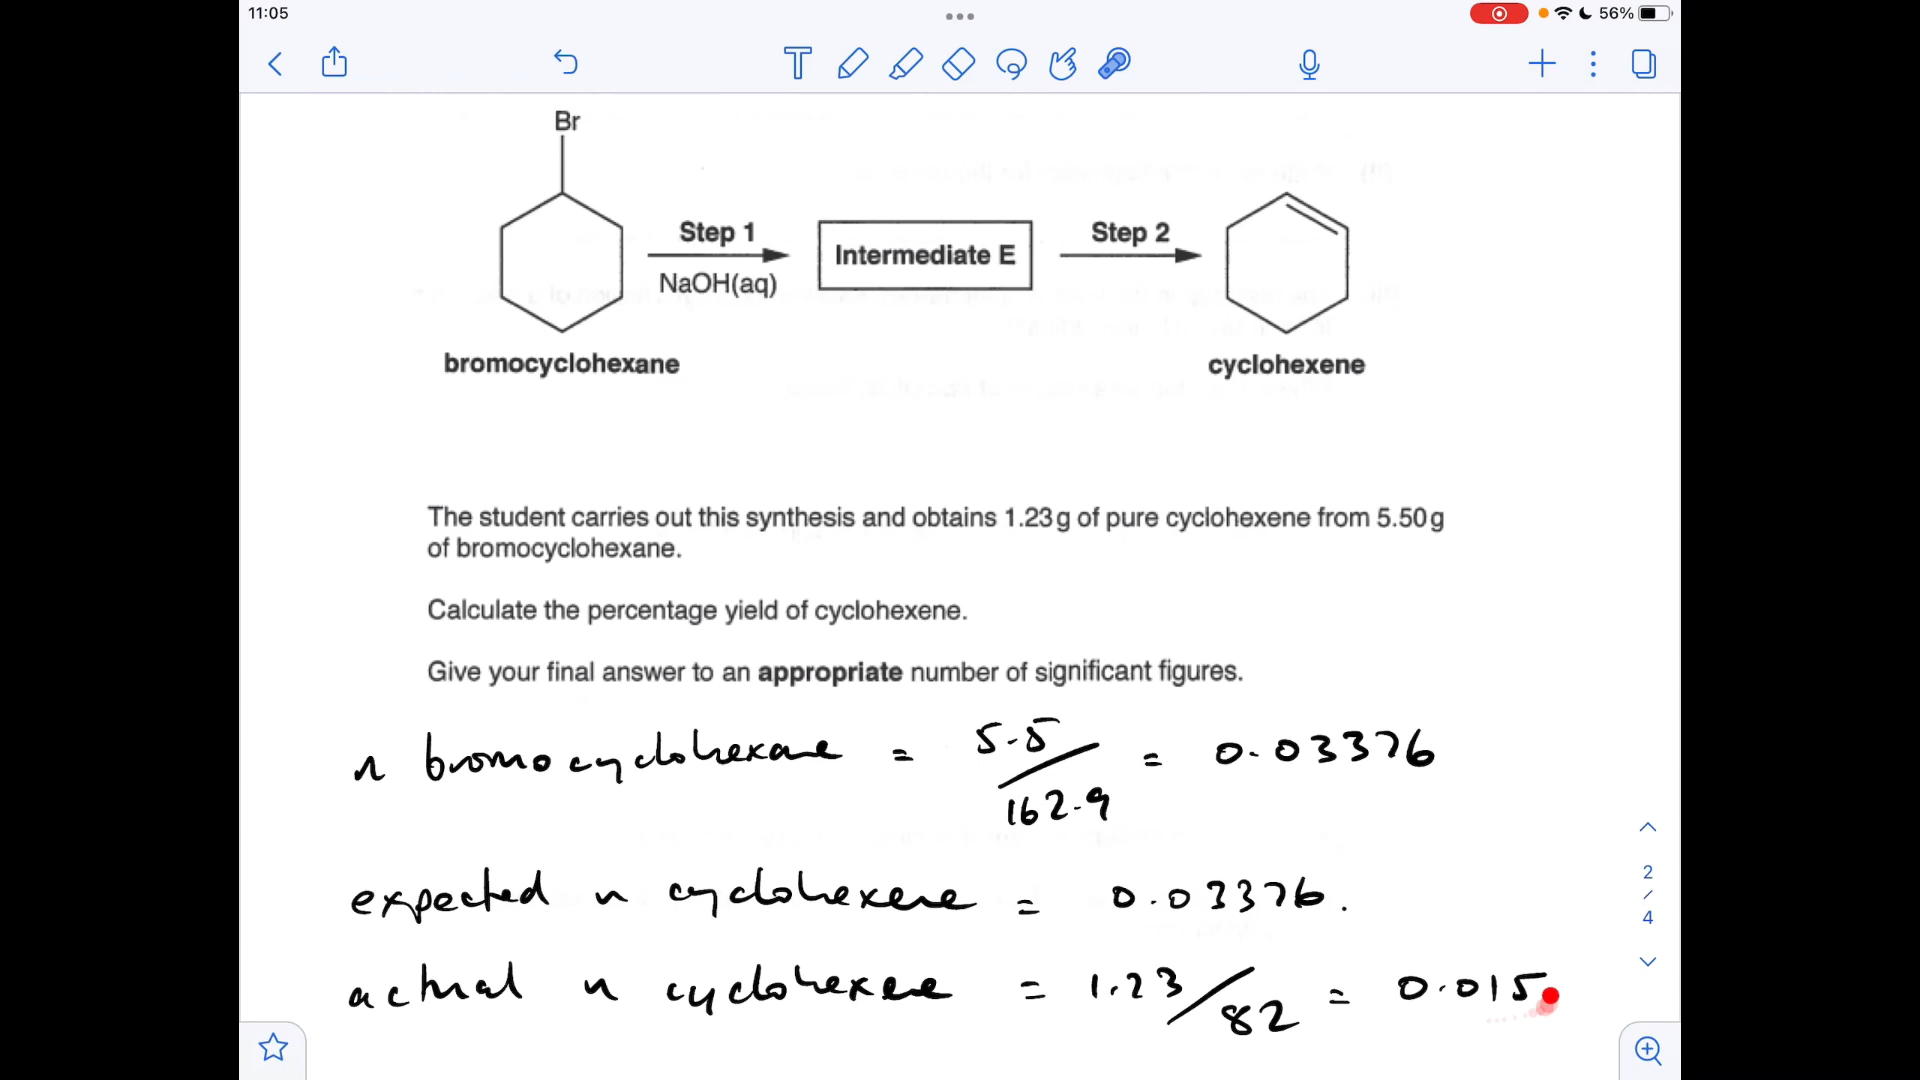 11:05
56%
Br
Step 1
NaOH(aq)
Intermediate E
Step 2
bromocyclohexane
cyclohexene
The student carries out this synthesis and obtains 1.23 g of pure cyclohexene from 5.50 g
of bromocyclohexane.
Calculate the percentage yield of cyclohexene.
Give your final answer to an appropriate number of significant figures.
n bromocyclohexane = 5.5/162.9 = 0.03376
expected n cyclohexene = 0.03376.
actual n cyclohexene = 1.23/82 = 0.015
2/4